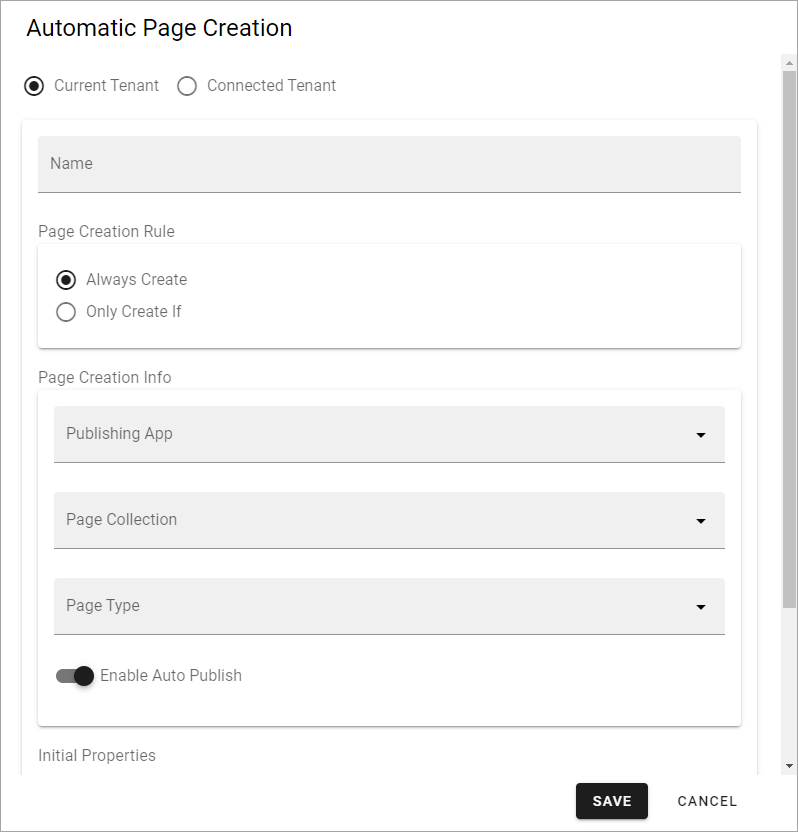 Automatic Page Creation
Current Tenant Connected Tenant
Name
Page Creation Rule
Always Create
Only Create If
Page Creation Info
Publishing App
Page Collection
Page Type
Enable Auto Publish
Initial Properties
SAVE CANCEL